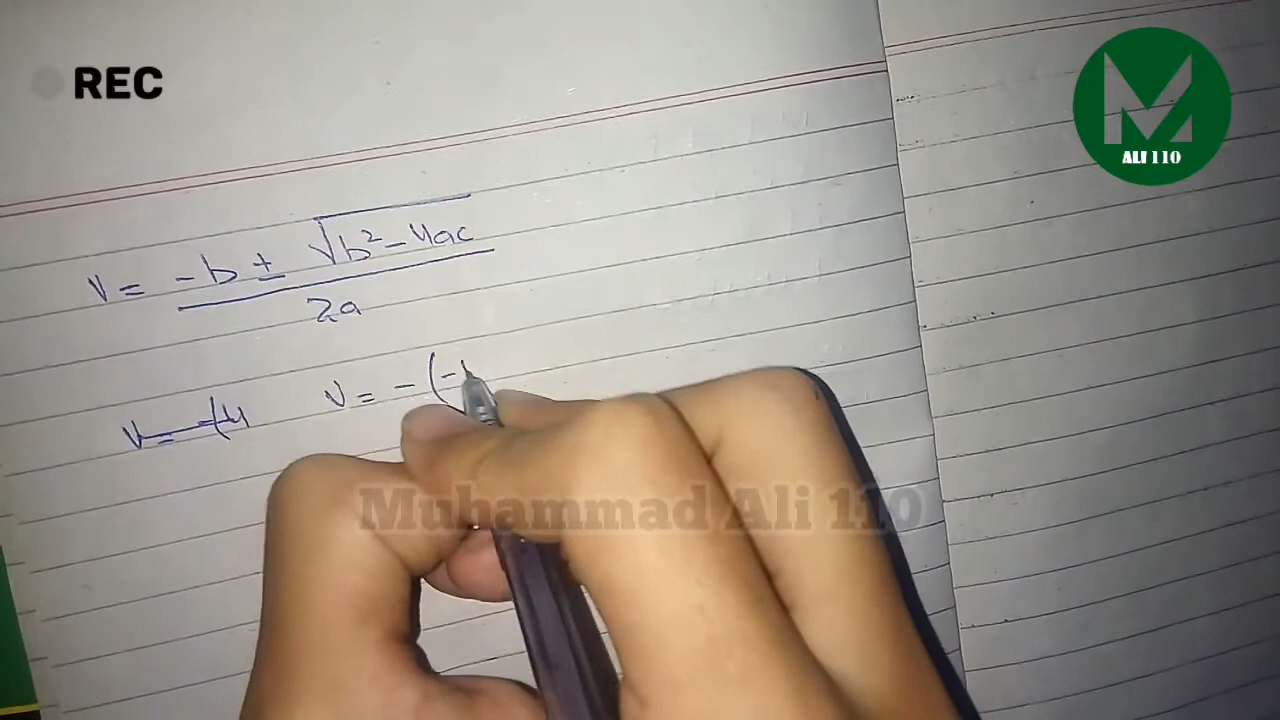 REC
M
ALI 110
V = -b ± √b² - 4ac
2a
V = - (-
Muhammad Ali 110